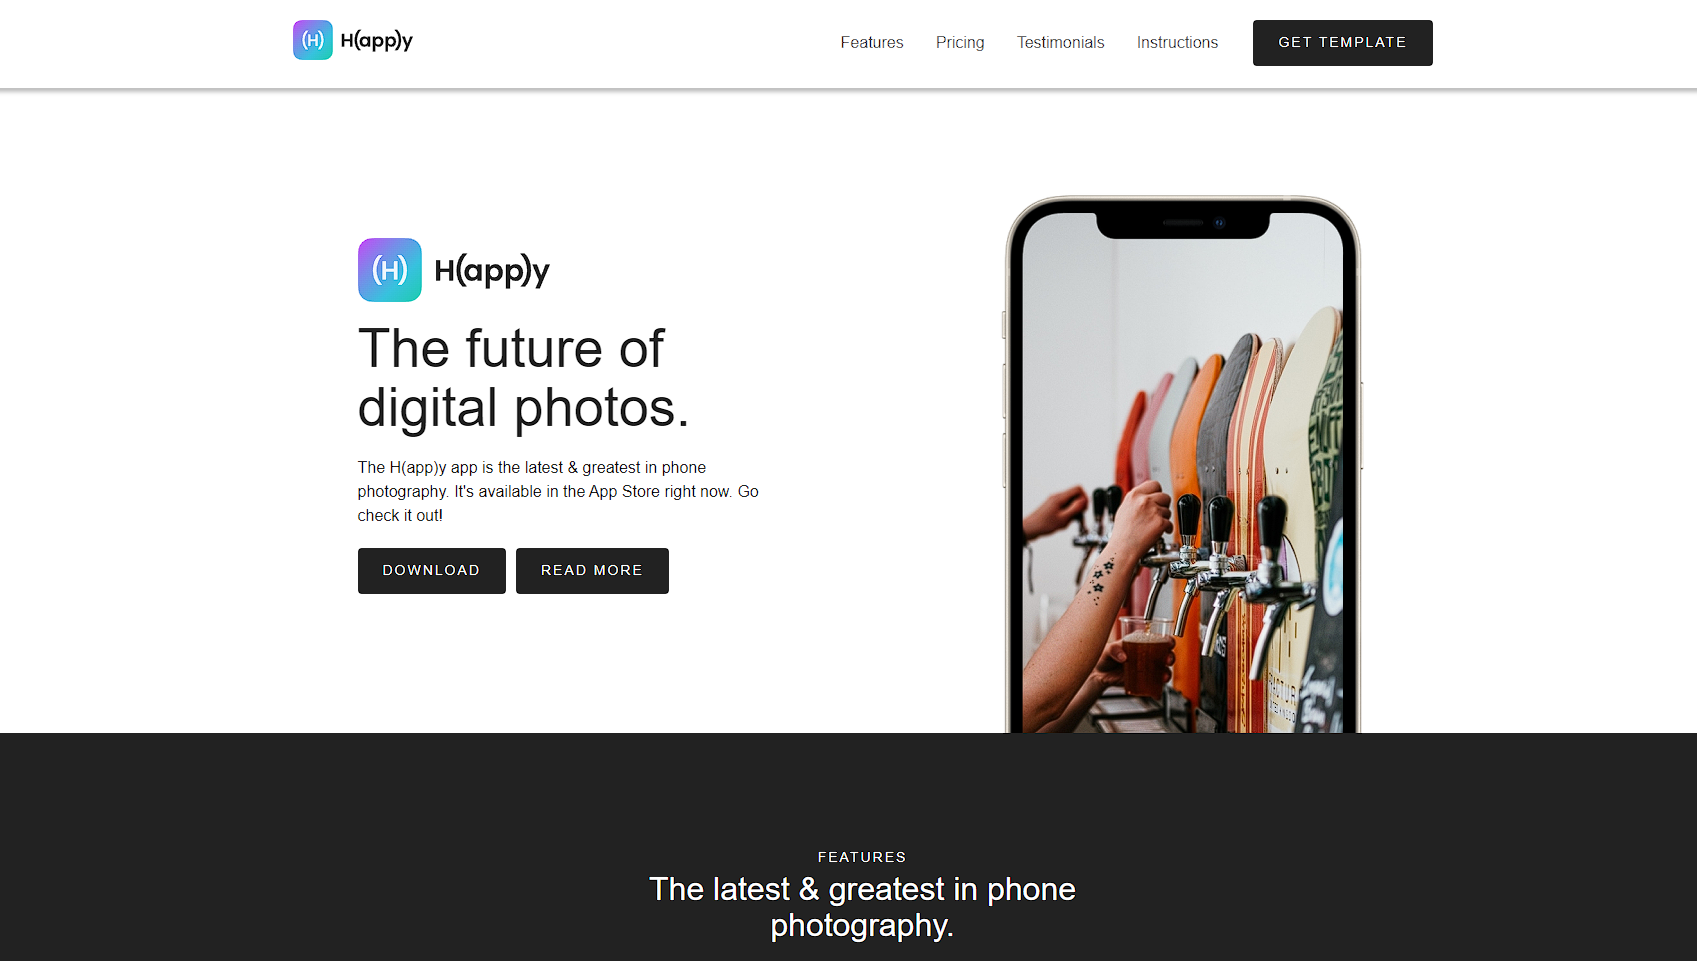 (H) H(app)y
Features Pricing Testimonials Instructions GET TEMPLATE
(H) H(app)y
The future of
digital photos.
The H(app)y app is the latest & greatest in phone
photography. It's available in the App Store right now. Go
check it out!
DOWNLOAD READ MORE
FEATURES
The latest & greatest in phone
photography.